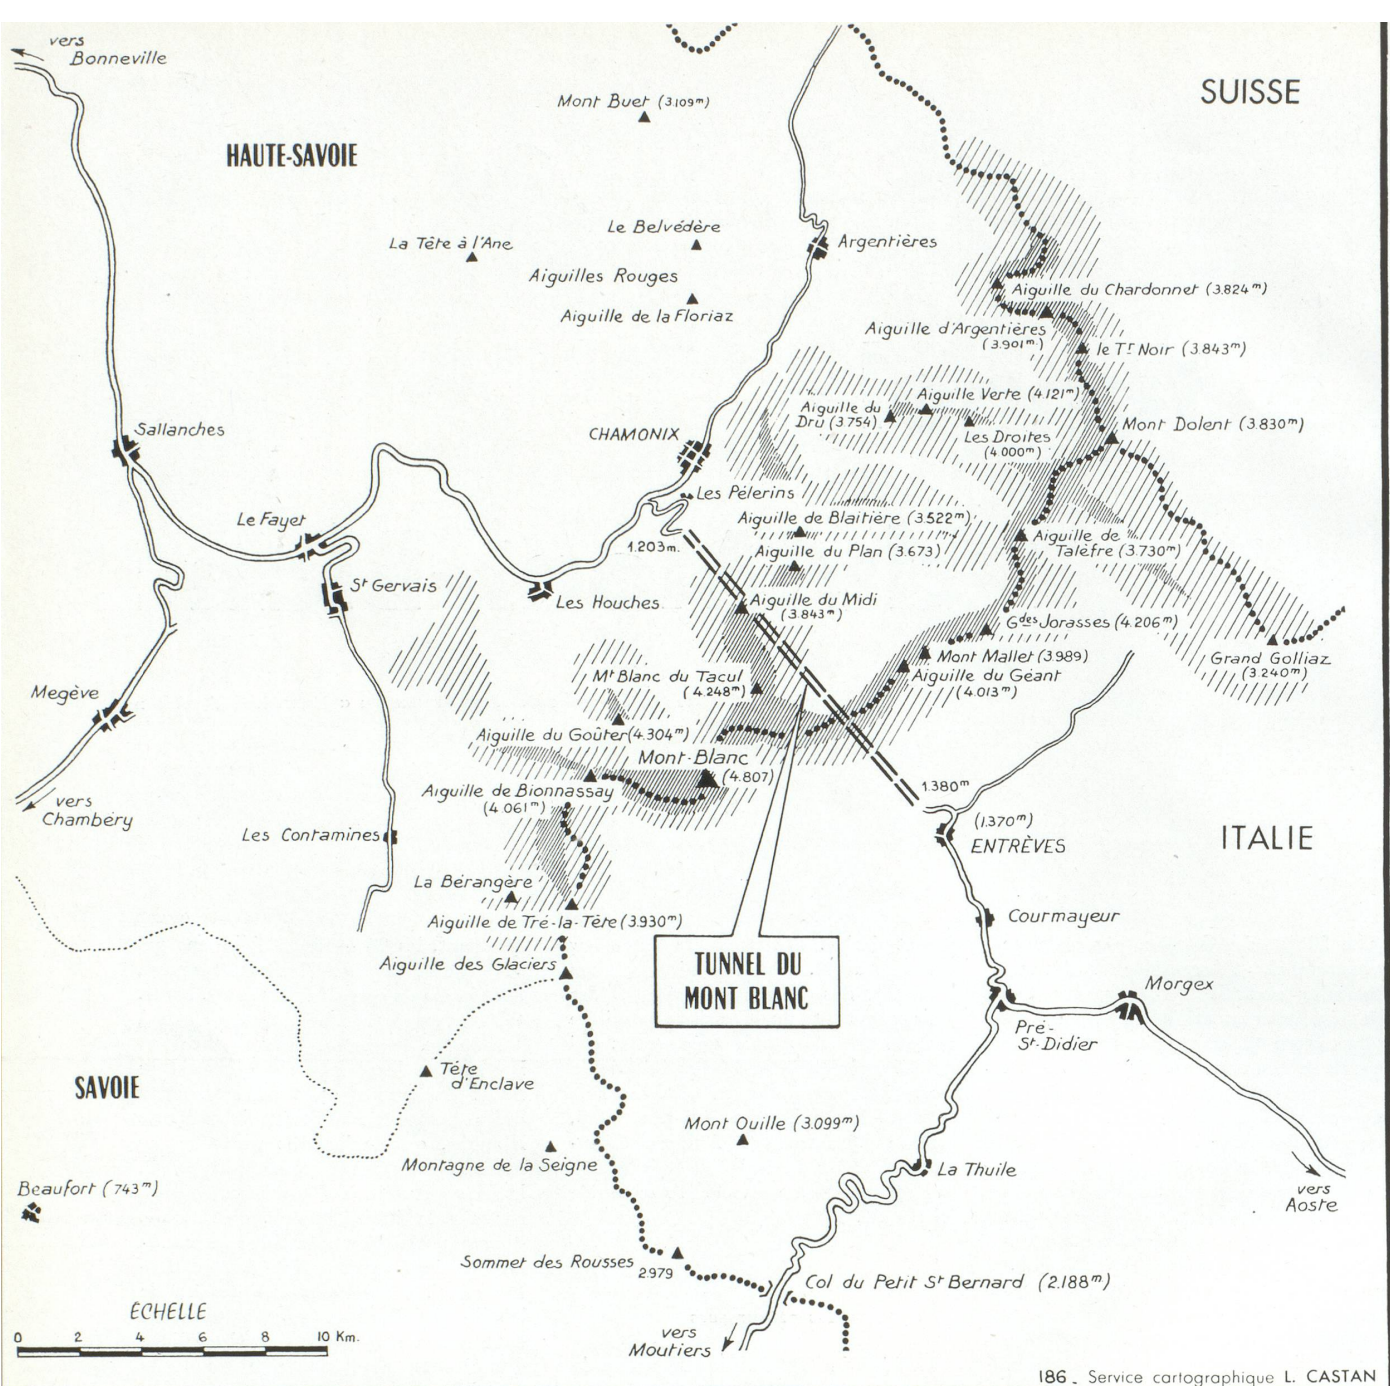 vers
Bonneville
SUISSE
Mont Buet (3.109m)
HAUTE-SAVOIE
La Tête à l'Ane
Le Belvédère
Argentières
Aiguilles Rouges
Aiguille de la Floriaz
Aiguille du Chardonnet (3.824m)
Aiguille d'Argentières
(3.901m.)
le Tr Noir (3.843m)
Aiguille Verte (4.121m)
Aiguille du
Dru (3754)
Les Droites
(4000m)
Mont Dolent (3.830m)
Sallanches
CHAMONIX
Les Pélerins
Le Fayet
Aiguille de Blaitière (3.522m)
1.203m.
Aiguille du Plan (3.673)
Aiguille de
Talèfre (3.730m)
St Gervais
Les Houches
Aiguille du Midi
(3.843m)
Gdes Jorasses (4.206m)
Mont Mallet (3.989)
Grand Golliaz
(3.240m)
Aiguille du Géant
(4.013m)
Mt Blanc du Tacul
(4.248m)
Megève
Aiguille du Goûter (4.304m)
Mont-Blanc
(4.807)
Aiguille de Bionnassay
(4.061m)
1.380m
vers
Chambéry
(1.370m)
ENTRÈVES
ITALIE
Les Contamines
La Bérangère
Aiguille de Tré-la-Tête (3.930m)
Courmayeur
Aiguille des Glaciers
TUNNEL DU
MONT BLANC
Morgex
Pré-
St-Didier
Tête
d'Enclave
SAVOIE
Mont Ouille (3.099m)
Montagne de la Seigne
La Thuile
Beaufort (743m)
vers
Aoste
Sommet des Rousses
2.979
Col du Petit St Bernard (2.188m)
ECHELLE
0 2 4 6 8 10 Km.
vers
Moutiers
186_ Service cartographique L. CASTAN